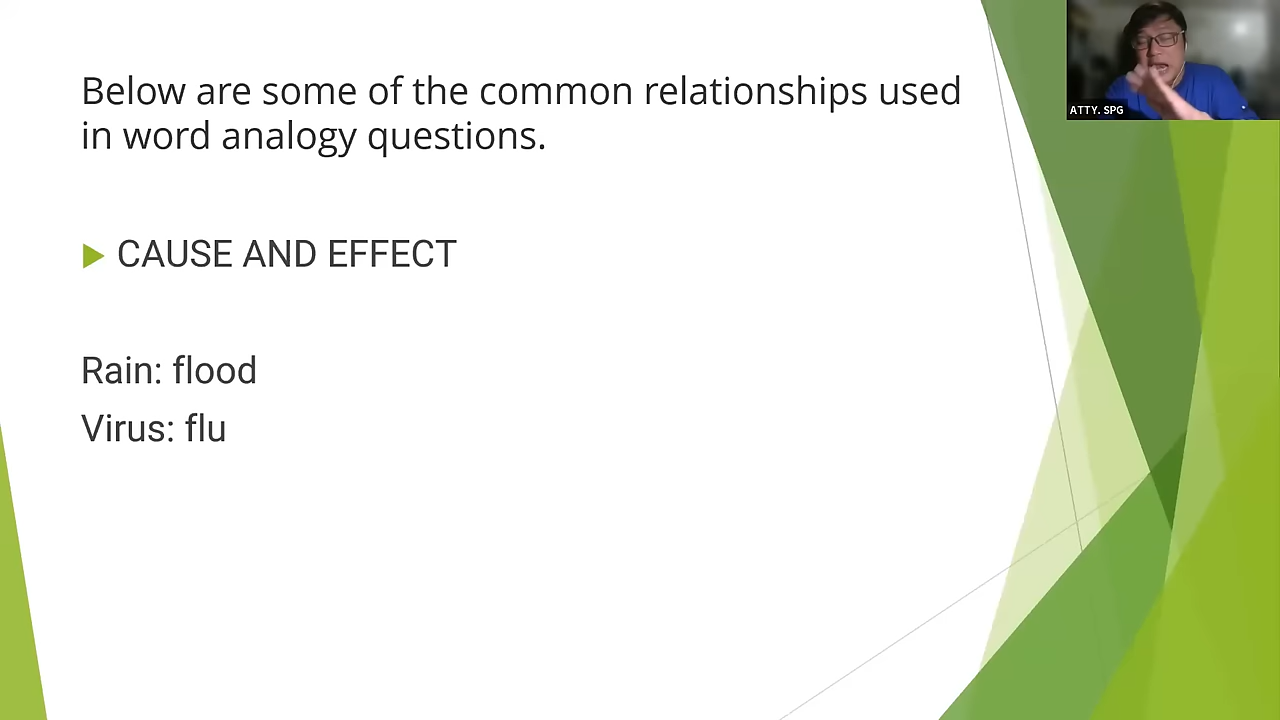 Below are some of the common relationships used
in word analogy questions.
CAUSE AND EFFECT
Rain: flood
Virus: flu
ATTY. SPG